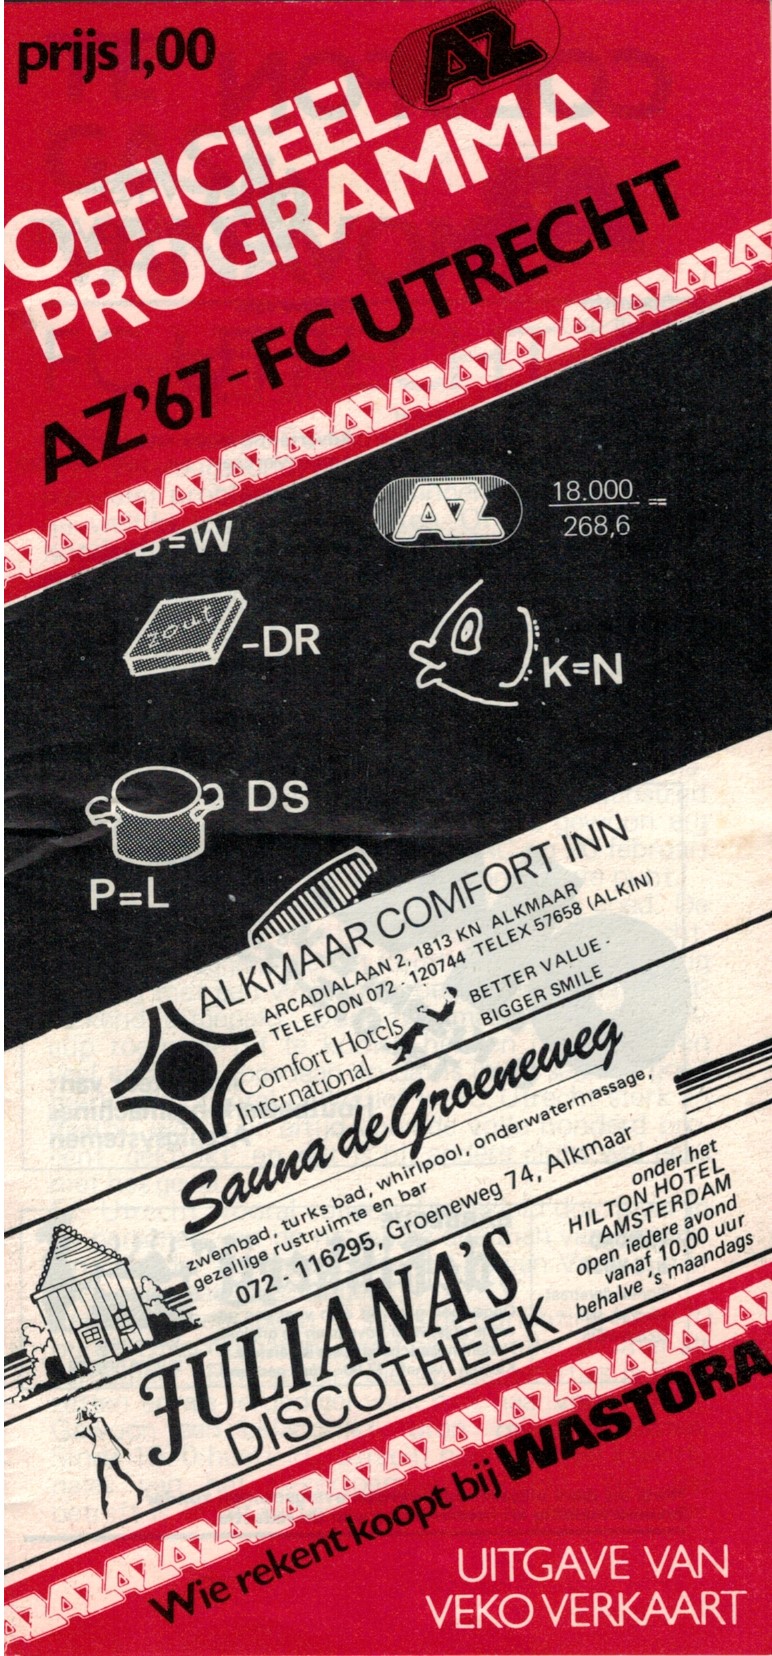 prijs 1,00
AZ
OFFICIEEL
PROGRAMMA
AZ'67-FC UTRECHT
AZAZAZAZAZAZAZAZAZAZAZAZAZAZAZ
B=W
AZ
18.000
268,6
=
zout
-DR
K=N
DS
P=L
ALKMAAR COMFORT INN
ARCADIALAAN 2, 1813 KN ALKMAAR
TELEFOON 072 - 120744 TELEX 57658 (ALKIN)
Comfort Hotels
International
BETTER VALUE -
BIGGER SMILE
Sauna de Groeneweg
zwembad, turks bad, whirlpool, onderwatermassage,
gezellige rustruimte en bar
072 - 116295, Groeneweg 74, Alkmaar
JULIANA'S
DISCOTHEEK
onder het
HILTON HOTEL
AMSTERDAM
open iedere avond
vanaf 10.00 uur
behalve 's maandags
AZAZAZAZAZAZAZAZAZAZAZAZAZAZAZ
Wie rekent koopt bij WASTORA
UITGAVE VAN
VEKO VERKAART